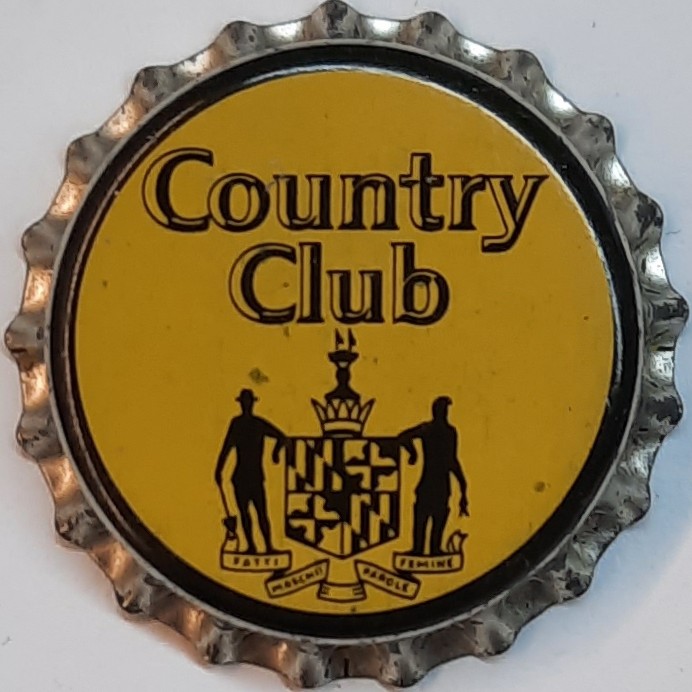 Country
Club
FATTI MASCHII PAROLE FEMINE